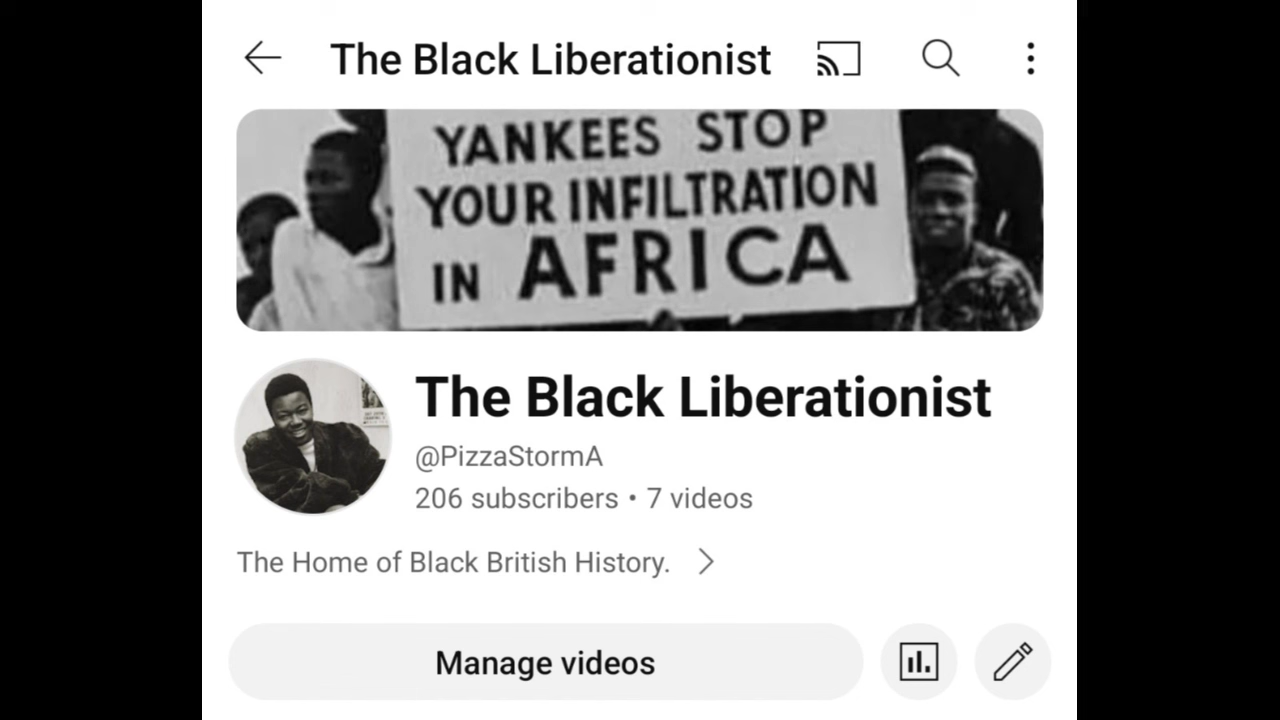 The Black Liberationist
YANKEES STOP
YOUR INFILTRATION
IN AFRICA
The Black Liberationist
@PizzaStormA
206 subscribers • 7 videos
The Home of Black British History.
Manage videos